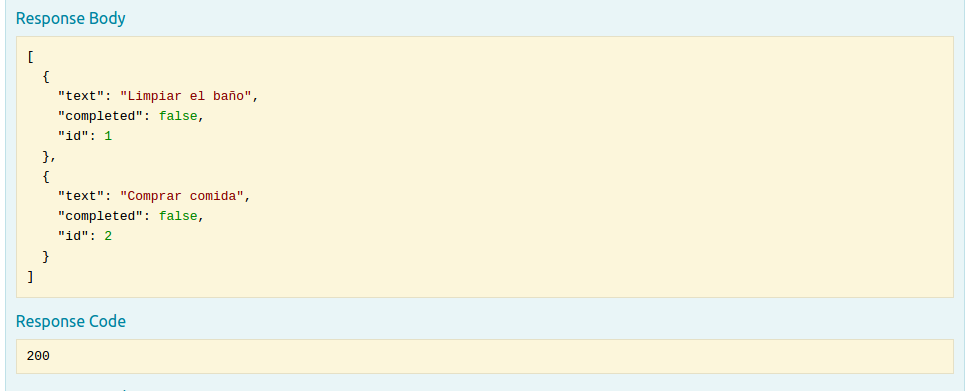 Response Body
[
  {
    "text": "Limpiar el baño",
    "completed": false,
    "id": 1
  },
  {
    "text": "Comprar comida",
    "completed": false,
    "id": 2
  }
]
Response Code
200